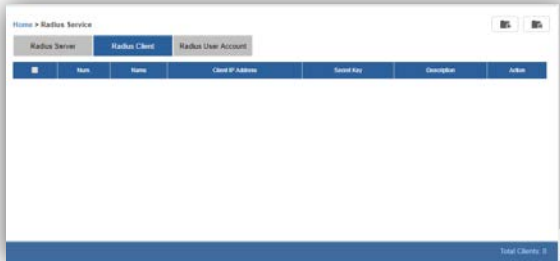 Home > Radius Service
Radius Server
Radius Client
Radius User Account
Num.
Name
Client IP Address
Secret Key
Description
Action
Total Clients: 0